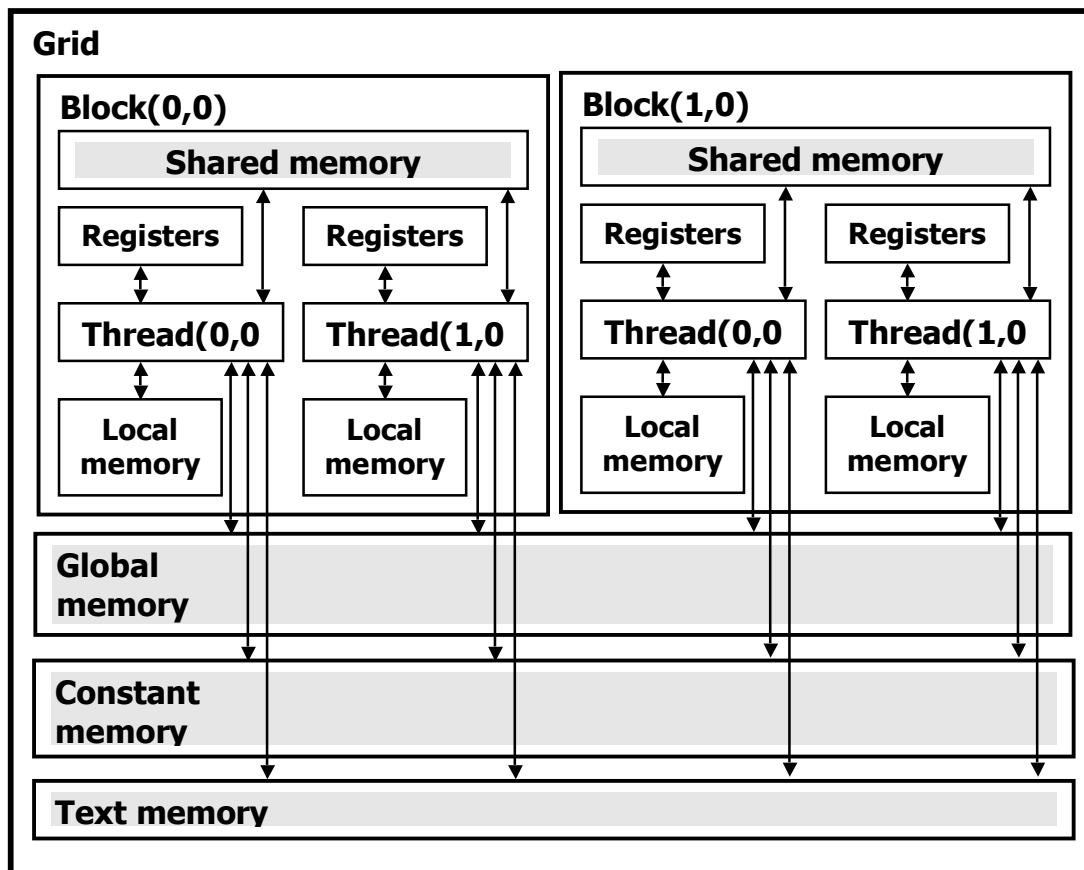 Grid
Block(0,0)
Shared memory
Registers
Registers
Thread(0,0
Thread(1,0
Local
memory
Local
memory
Block(1,0)
Shared memory
Registers
Registers
Thread(0,0
Thread(1,0
Local
memory
Local
memory
Global
memory
Constant
memory
Text memory